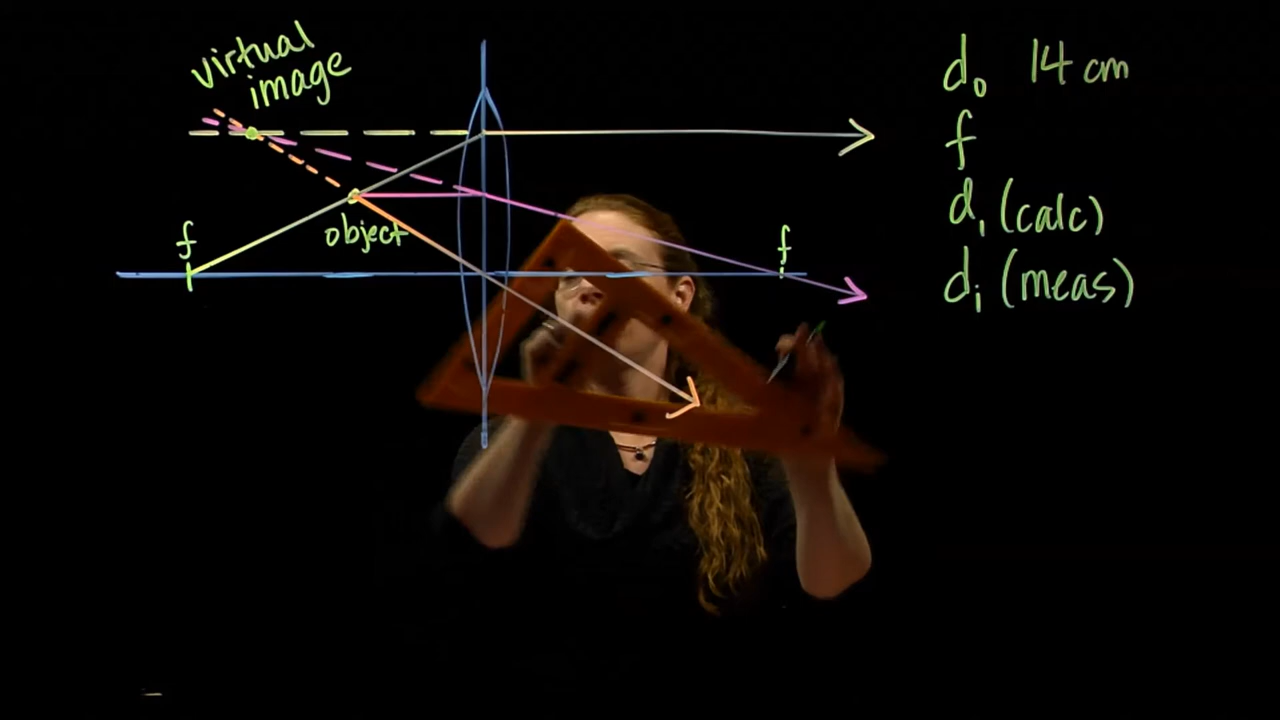 virtual
image
f
object
f
d₀ 14 cm
f
dᵢ (calc)
dᵢ (meas)